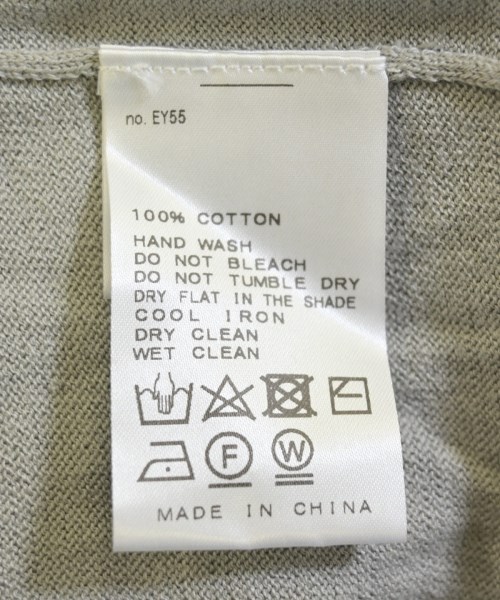 no. EY55
100% COTTON
HAND WASH
DO NOT BLEACH
DO NOT TUMBLE DRY
DRY FLAT IN THE SHADE
COOL IRON
DRY CLEAN
WET CLEAN
F W
MADE IN CHINA